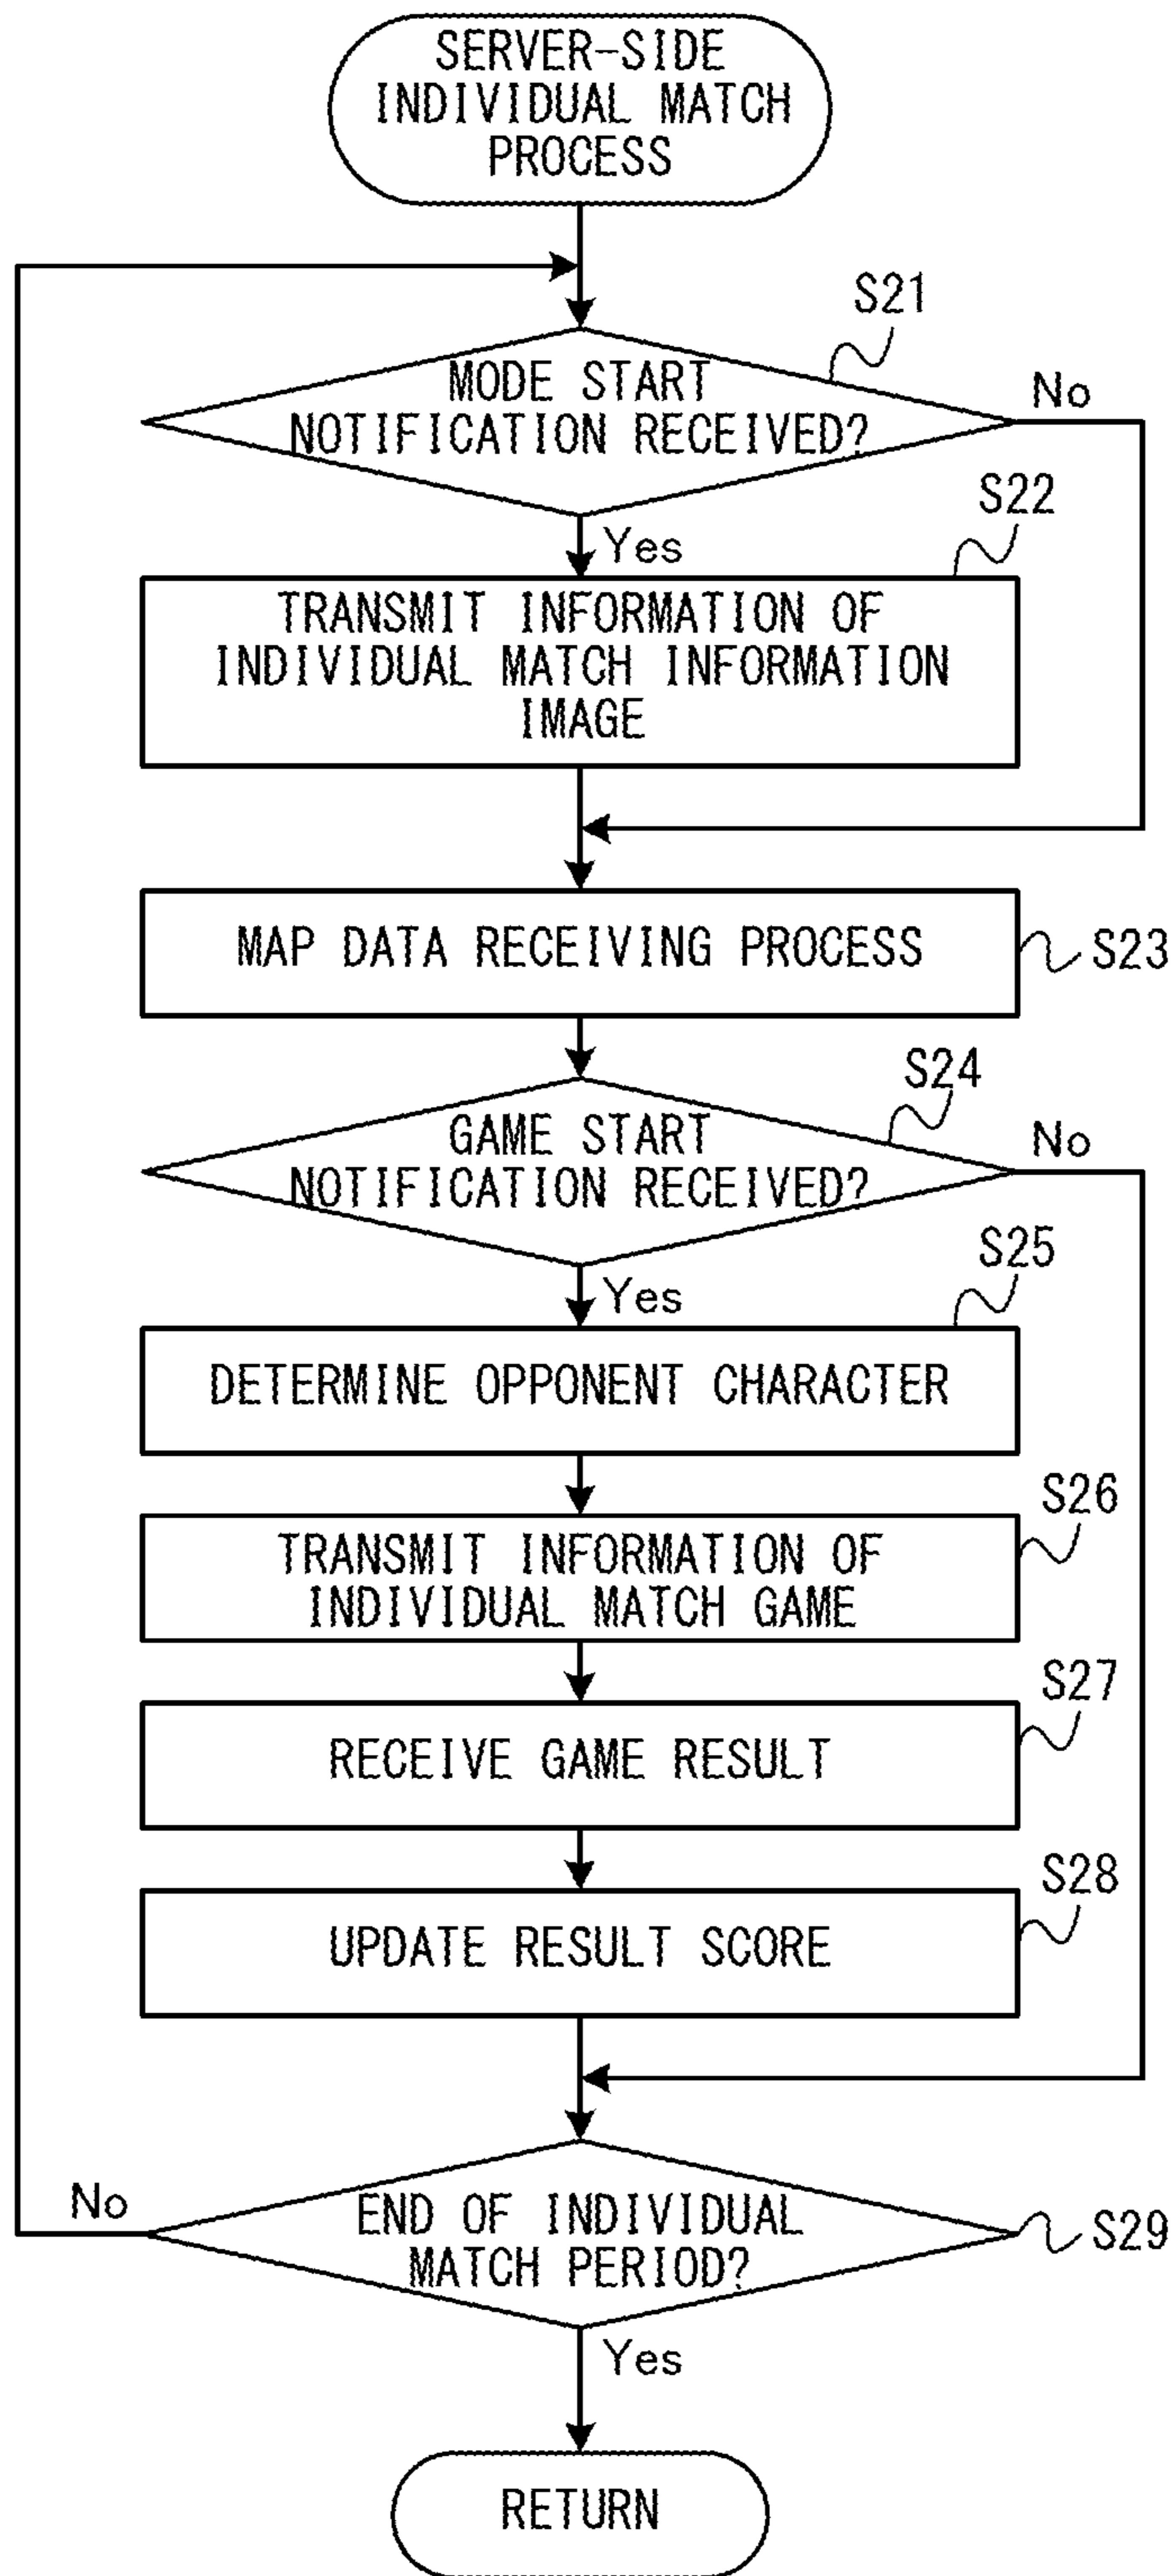 SERVER-SIDE
INDIVIDUAL MATCH
PROCESS
S21
MODE START
NOTIFICATION RECEIVED?
No
Yes
S22
TRANSMIT INFORMATION OF
INDIVIDUAL MATCH INFORMATION
IMAGE
MAP DATA RECEIVING PROCESS
S23
S24
GAME START
NOTIFICATION RECEIVED?
No
Yes
S25
DETERMINE OPPONENT CHARACTER
S26
TRANSMIT INFORMATION OF
INDIVIDUAL MATCH GAME
S27
RECEIVE GAME RESULT
S28
UPDATE RESULT SCORE
No
END OF INDIVIDUAL
MATCH PERIOD?
S29
Yes
RETURN